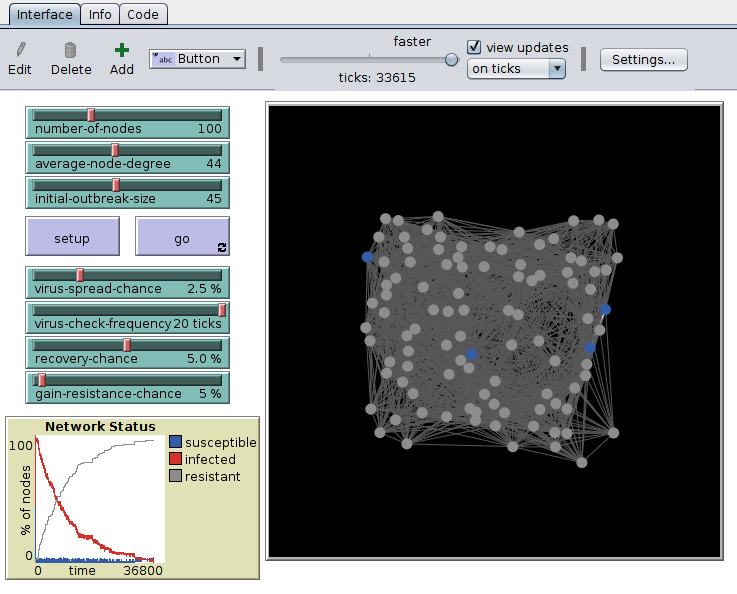 Interface Info Code
Edit Delete Add abc Button faster view updates
ticks: 33615 on ticks Settings...
number-of-nodes 100
average-node-degree 44
initial-outbreak-size 45
setup go
virus-spread-chance 2.5 %
virus-check-frequency 20 ticks
recovery-chance 5.0 %
gain-resistance-chance 5 %
Network Status
100
% of nodes
0
0 time 36800
susceptible
infected
resistant